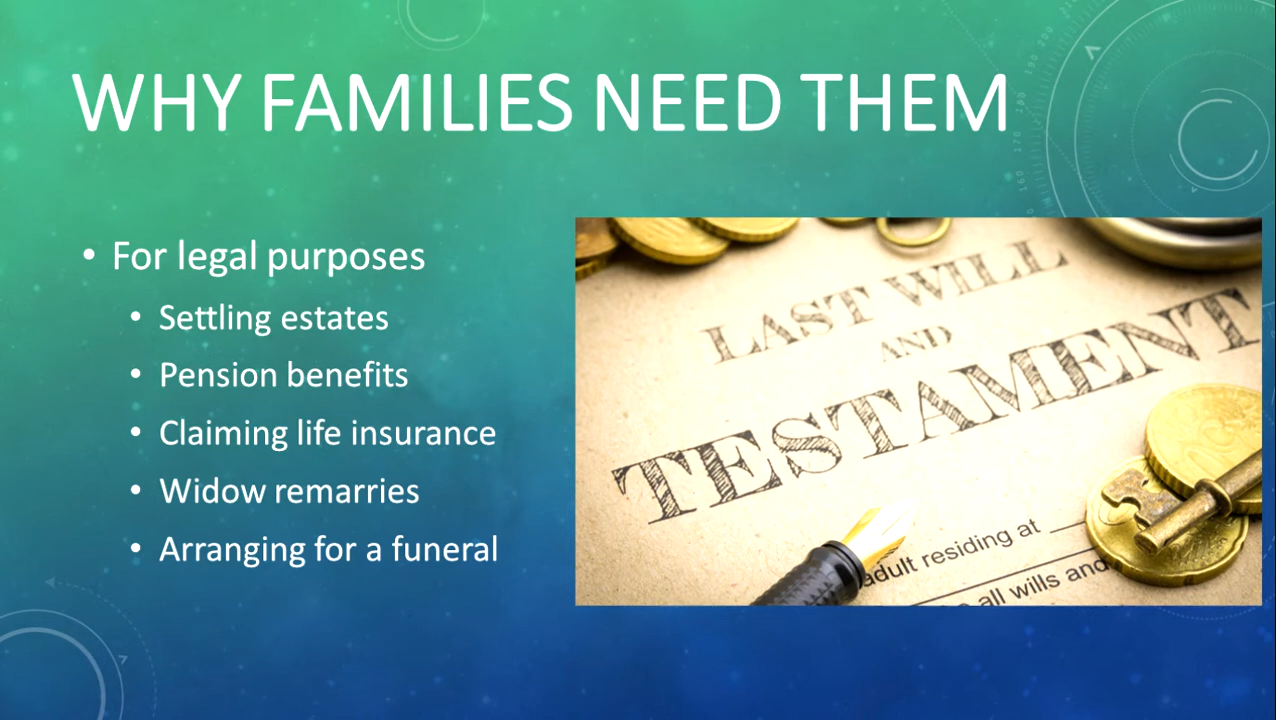 WHY FAMILIES NEED THEM
• For legal purposes
• Settling estates
• Pension benefits
• Claiming life insurance
• Widow remarries
• Arranging for a funeral
LAST WILL
AND
TESTAMENT
adult residing at
all wills and